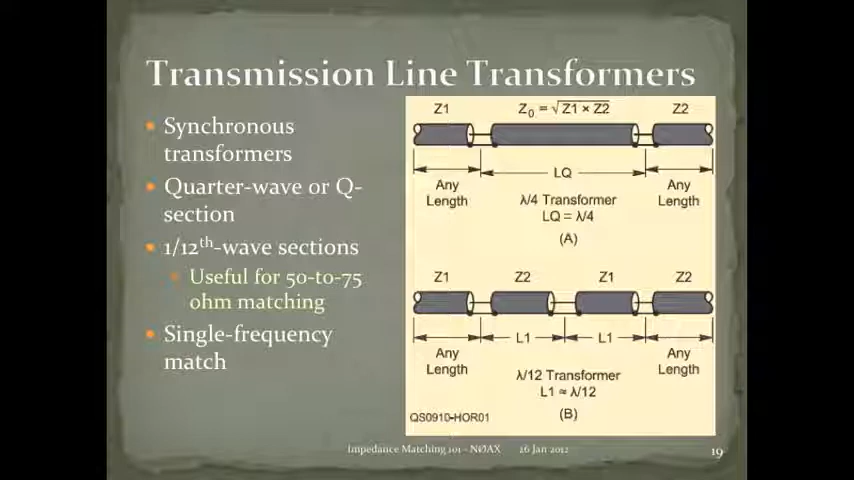 Transmission Line Transformers
Synchronous
transformers
Quarter-wave or Q-
section
1/12th-wave sections
Useful for 50-to-75
ohm matching
Single-frequency
match
Z1 Z₀ = √Z1 × Z2 Z2
LQ
Any
Length
λ/4 Transformer
LQ = λ/4
(A)
Any
Length
Z1 Z2 Z1 Z2
L1 L1
Any
Length
λ/12 Transformer
L1 ≈ λ/12
(B)
Any
Length
QS0910-HOR01
Impedance Matching 101 - NØAX 26 Jan 2012 19